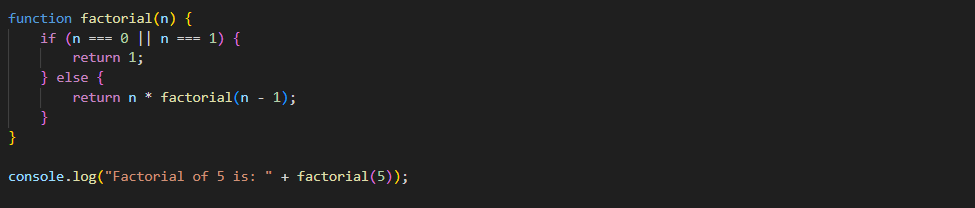 function factorial(n) {
    if (n === 0 || n === 1) {
        return 1;
    } else {
        return n * factorial(n - 1);
    }
}

console.log("Factorial of 5 is: " + factorial(5));